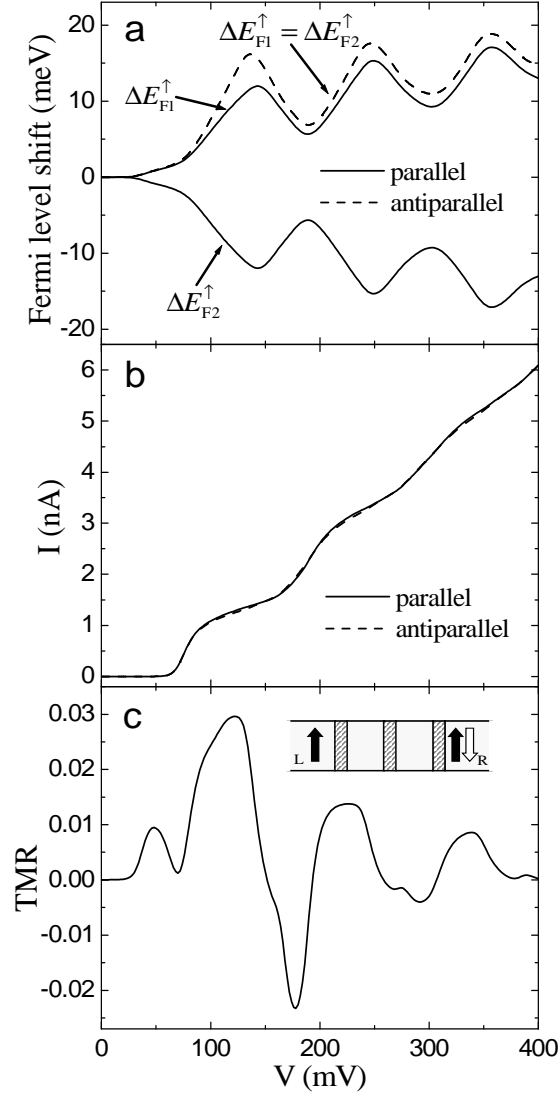 a
20
10
0
-10
-20
Fermi level shift (meV)
ΔE↑F1
ΔE↑F1 = ΔE↑F2
parallel
antiparallel
ΔE↑F2
b
6
5
4
3
2
1
0
I (nA)
parallel
antiparallel
c
0.03
0.02
0.01
0.00
-0.01
-0.02
TMR
L
R
0 100 200 300 400
V (mV)